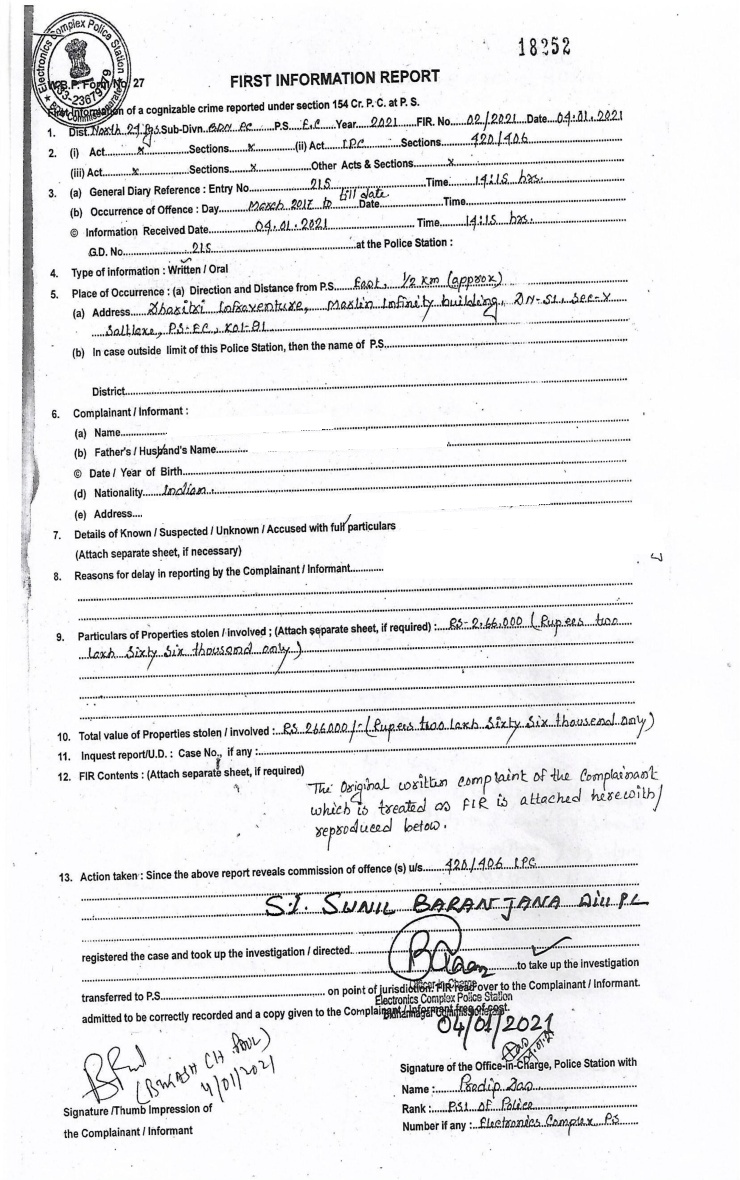 18252
Electronics Complex Police Station
W.B.P. Form No. 27
FIRST INFORMATION REPORT
First Information of a cognizable crime reported under section 154 Cr. P. C. at P. S.
1. Dist. North 24 Pgs. Sub-Divn. BDN PC P.S. E.C Year 2021 FIR. No. 02/2021 Date 04.01.2021
2. (i) Act x Sections x (ii) Act I.P.C Sections 420/406
(iii) Act x Sections x Other Acts & Sections x
3. (a) General Diary Reference : Entry No. 215 Time 14:15 hrs.
(b) Occurrence of Offence : Day March 2017 to till date Date Time
© Information Received Date 04.01.2021 Time 14:15 hrs.
G.D. No. 215 at the Police Station :
4. Type of information : Written / Oral
5. Place of Occurrence : (a) Direction and Distance from P.S. East, 1/2 Km (approx)
(a) Address Dharitri Infraventure, Merlin Infinity building, DN-51, Sec-V
Saltlake, P.S-EC, Kol-91
(b) In case outside limit of this Police Station, then the name of P.S.
District
6. Complainant / Informant :
(a) Name
(b) Father's / Husband's Name
© Date / Year of Birth
(d) Nationality Indian.
(e) Address
7. Details of Known / Suspected / Unknown / Accused with full particulars
(Attach separate sheet, if necessary)
8. Reasons for delay in reporting by the Complainant / Informant
9. Particulars of Properties stolen / involved ; (Attach separate sheet, if required) : RS-2,66,000 (Rupees two
lakh Sixty Six thousand only)
10. Total value of Properties stolen / involved : RS 266000/- (Rupees two lakh Sixty Six thousand only)
11. Inquest report/U.D. : Case No., if any :
12. FIR Contents : (Attach separate sheet, if required)
The Original written complaint of the Complainant
which is treated as FIR is attached herewith/
reproduced below.
13. Action taken : Since the above report reveals commission of offence (s) u/s 420/406 IPC
S.I. SUNIL BARAN JANA
registered the case and took up the investigation / directed
to take up the investigation
transferred to P.S. on point of jurisdiction. FIR read over to the Complainant / Informant.
Officer-in-Charge
Electronics Complex Police Station
admitted to be correctly recorded and a copy given to the Complainant / Informant free of cost.
Bidhannagar Commissionerate
04/01/2021
04.01.21
(BIKASH CH. PAUL)
4/01/2021
Signature /Thumb Impression of
the Complainant / Informant
Signature of the Office-in-Charge, Police Station with
Name : Pradip Das
Rank : P.S.I. of Police
Number if any : Electronics Complex PS